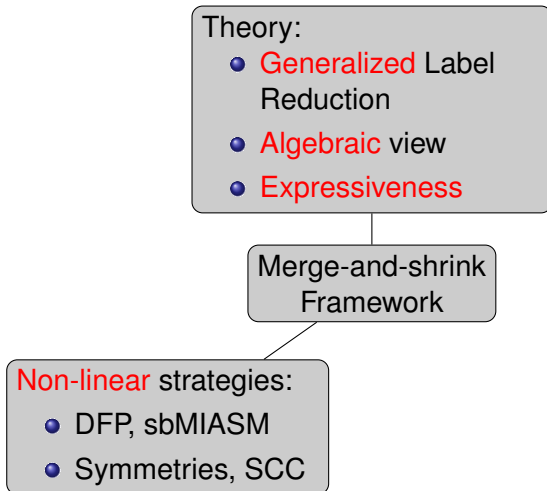 Theory:
Generalized Label
Reduction
Algebraic view
Expressiveness
Merge-and-shrink
Framework
Non-linear strategies:
DFP, sbMIASM
Symmetries, SCC